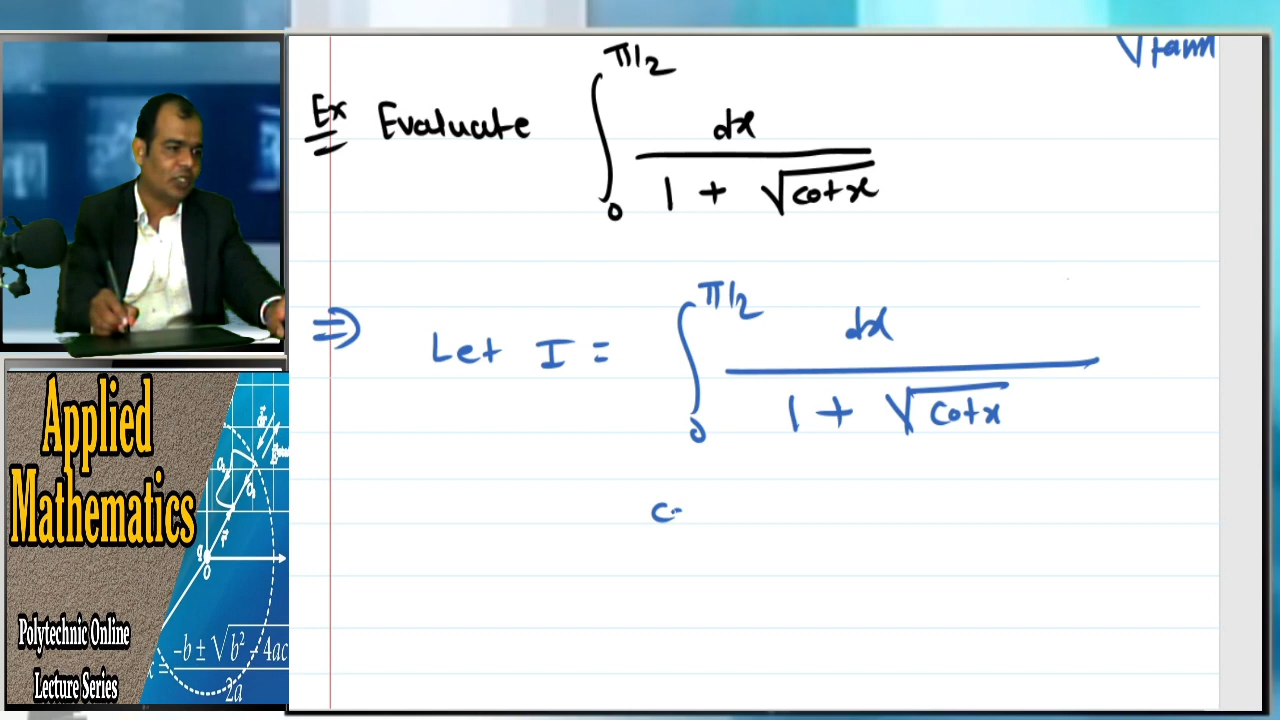 √tan
Ex Evaluate ∫₀^{π/2} dx / (1 + √cotx)
⇒ Let I = ∫₀^{π/2} dx / (1 + √cotx)
c
Applied
Mathematics
Polytechnic Online
Lecture Series
-b ± √b² - 4ac
=
2a